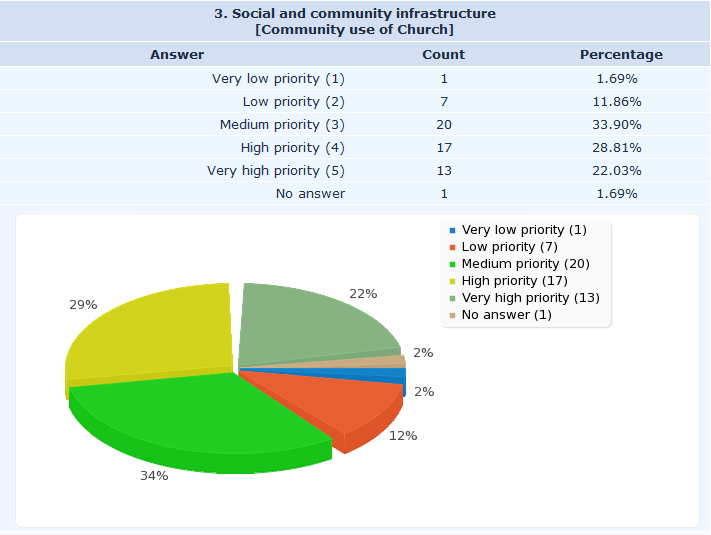 3. Social and community infrastructure
[Community use of Church]
Answer Count Percentage
Very low priority (1) 1 1.69%
Low priority (2) 7 11.86%
Medium priority (3) 20 33.90%
High priority (4) 17 28.81%
Very high priority (5) 13 22.03%
No answer 1 1.69%
Very low priority (1)
Low priority (7)
Medium priority (20)
High priority (17)
Very high priority (13)
No answer (1)
22%
29%
2%
2%
12%
34%